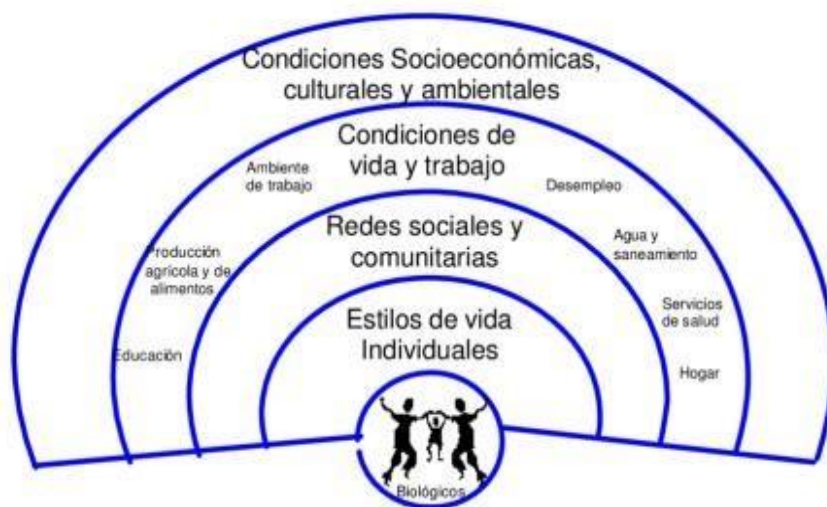 Condiciones Socioeconómicas,
culturales y ambientales
Condiciones de
vida y trabajo
Ambiente
de trabajo
Desempleo
Redes sociales y
comunitarias
Producción
agrícola y de
alimentos
Agua y
saneamiento
Estilos de vida
Individuales
Servicios
de salud
Educación
Hogar
Biológicos